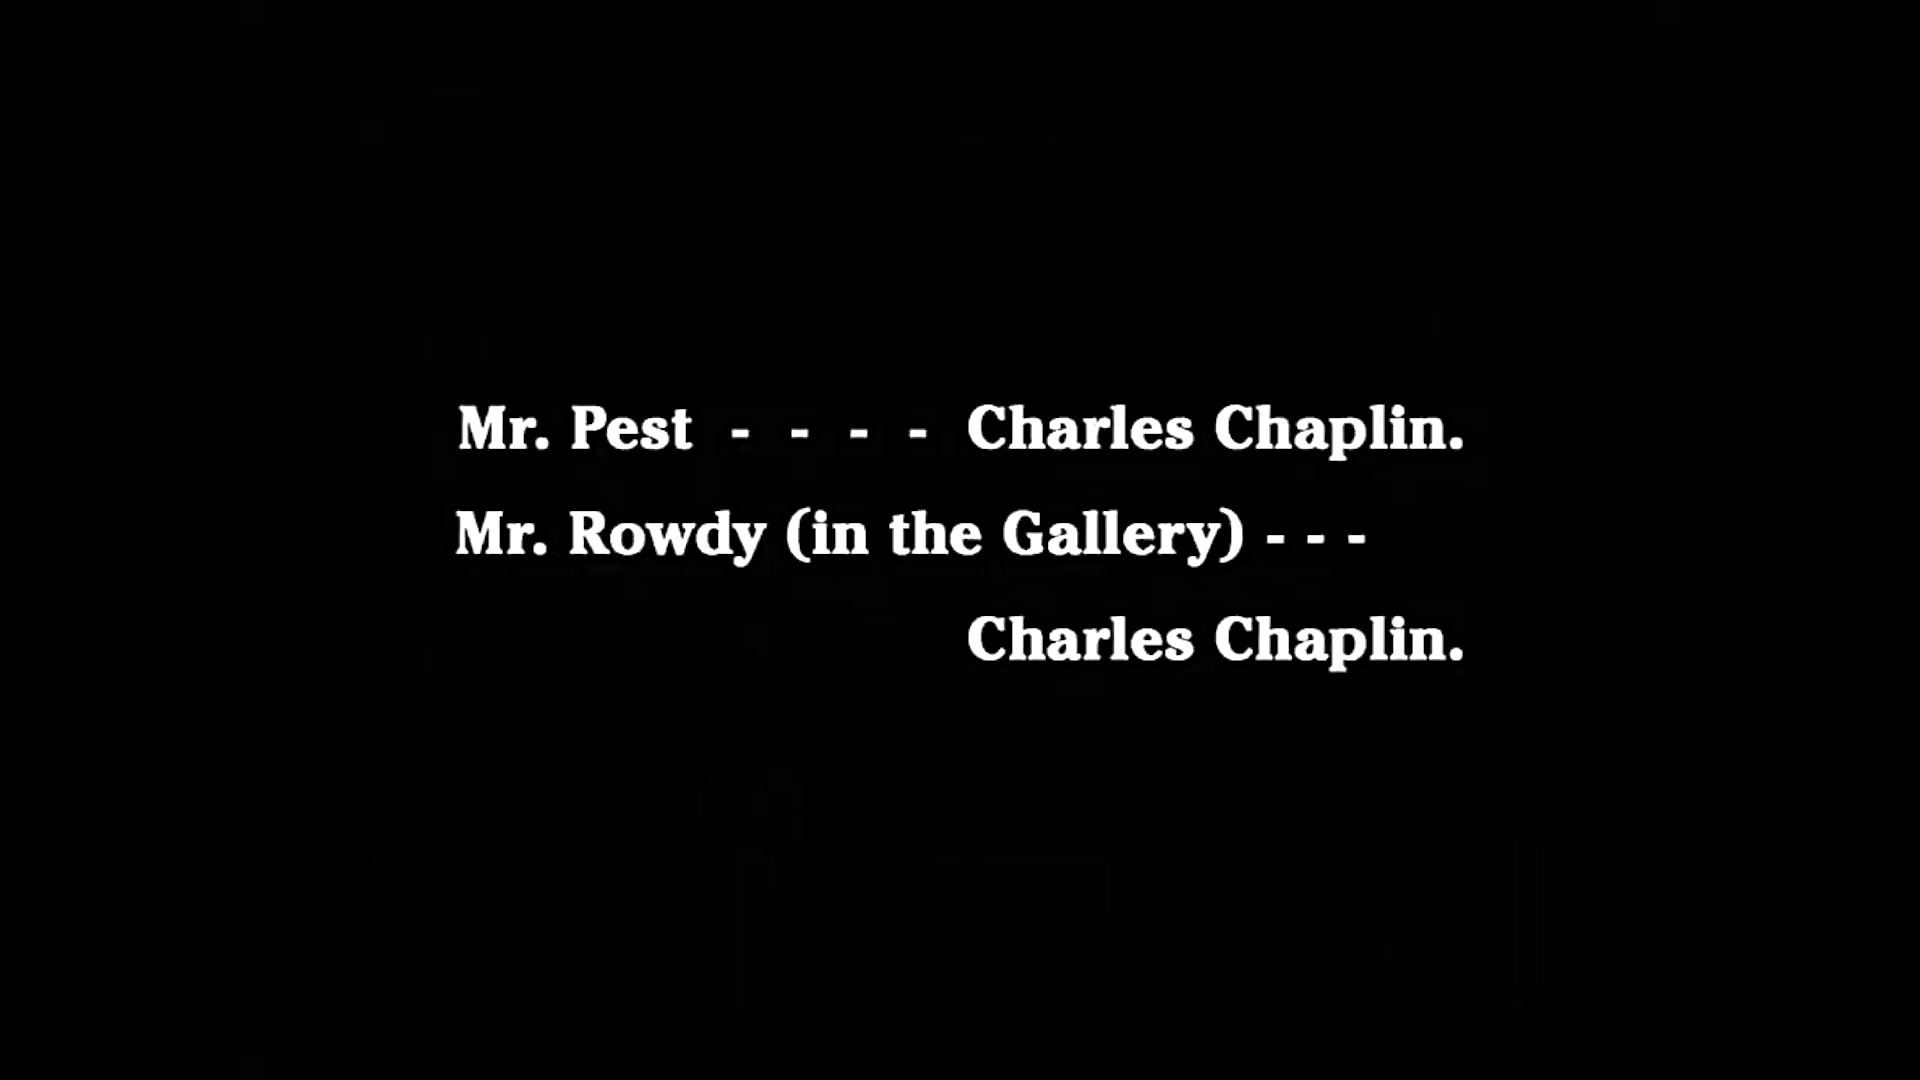 Mr. Pest - - - - Charles Chaplin.
Mr. Rowdy (in the Gallery) - - -
Charles Chaplin.